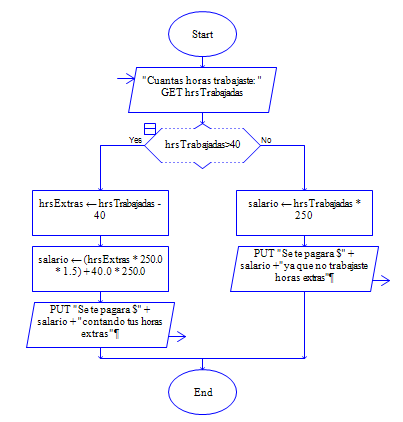 Start
"Cuantas horas trabajaste: "
GET hrsTrabajadas
Yes
hrsTrabajadas>40
No
hrsExtras ← hrsTrabajadas -
40
salario ← (hrsExtras * 250.0
* 1.5) + 40.0 * 250.0
PUT "Se te pagara $" +
salario +" contando tus horas
extras"¶
salario ← hrsTrabajadas *
250
PUT "Se te pagara $" +
salario +"ya que no trabajaste
horas extras"¶
End